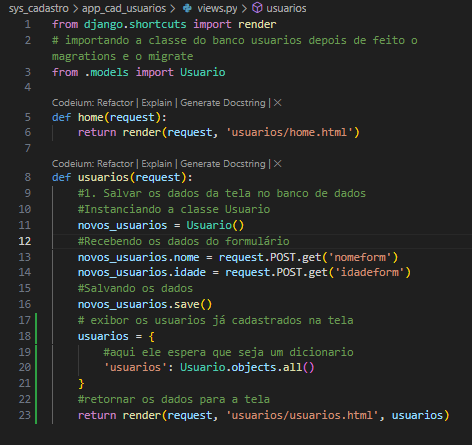 sys_cadastro > app_cad_usuarios > views.py > usuarios
1 from django.shortcuts import render
2 # importando a classe do banco usuarios depois de feito o
magrations e o migrate
3 from .models import Usuario
4
Codeium: Refactor | Explain | Generate Docstring | X
5 def home(request):
6 return render(request, 'usuarios/home.html')
7
Codeium: Refactor | Explain | Generate Docstring | X
8 def usuarios(request):
9 #1. Salvar os dados da tela no banco de dados
10 #Instanciando a classe Usuario
11 novos_usuarios = Usuario()
12 #Recebendo os dados do formulário
13 novos_usuarios.nome = request.POST.get('nomeform')
14 novos_usuarios.idade = request.POST.get('idadeform')
15 #Salvando os dados
16 novos_usuarios.save()
17 # exibor os usuarios já cadastrados na tela
18 usuarios = {
19 #aqui ele espera que seja um dicionario
20 'usuarios': Usuario.objects.all()
21 }
22 #retornar os dados para a tela
23 return render(request, 'usuarios/usuarios.html', usuarios)